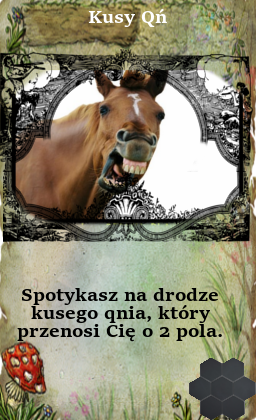 Kusy Qń
Spotykasz na drodze
kusego qnia, który
przenosi Cię o 2 pola.